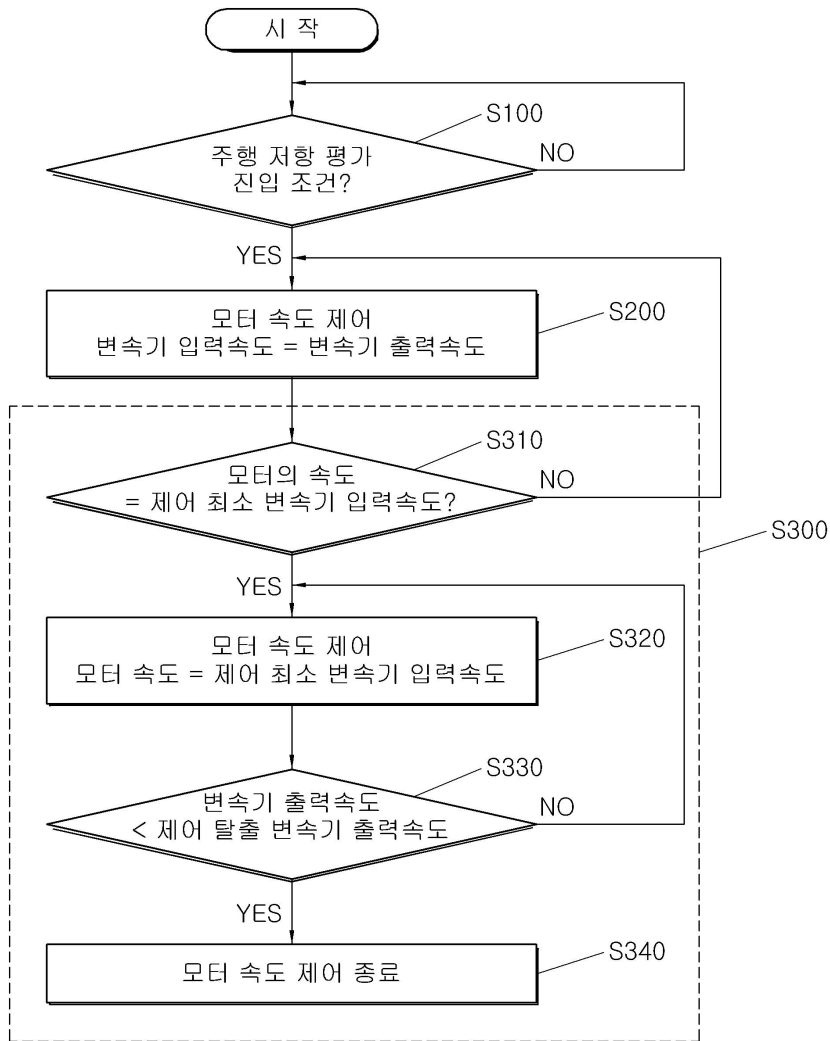 시 작
S100
주행 저항 평가
진입 조건?
NO
YES
모터 속도 제어
변속기 입력속도 = 변속기 출력속도
S200
S310
모터의 속도
= 제어 최소 변속기 입력속도?
NO
S300
YES
모터 속도 제어
모터 속도 = 제어 최소 변속기 입력속도
S320
S330
변속기 출력속도
< 제어 탈출 변속기 출력속도
NO
YES
모터 속도 제어 종료
S340